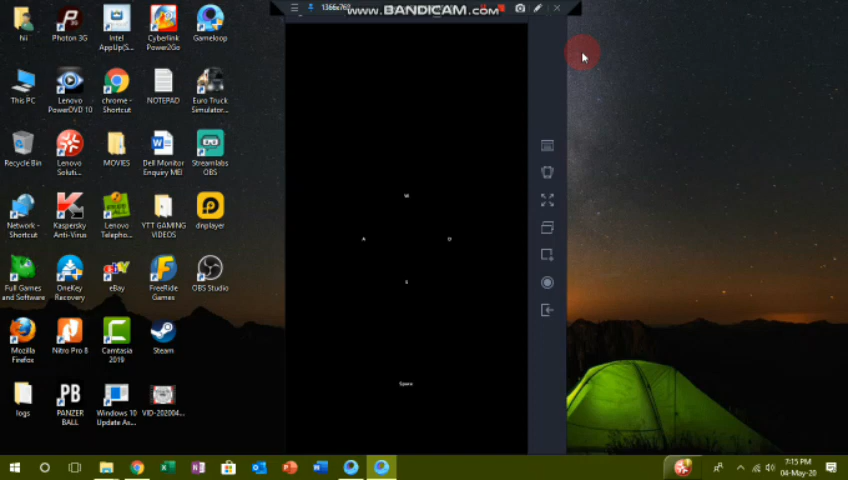 1366x768
www.BANDICAM.com
hii
Photon 3G
Intel
AppUp(S...
Cyberlink
Power2Go
Gameloop
This PC
Lenovo
PowerDVD 10
chrome -
Shortcut
NOTEPAD
Euro Truck
Simulator...
Recycle Bin
Lenovo
Soluti...
MOVIES
Dell Monitor
Enquiry MEI
Streamlabs
OBS
Network -
Shortcut
Kaspersky
Anti-Virus
Lenovo
Telepho...
YTT GAMING
VIDEOS
dnplayer
Full Games
and Software
OneKey
Recovery
eBay
FreeRide
Games
OBS Studio
Mozilla
Firefox
Nitro Pro 8
Camtasia
2019
Steam
logs
PB
PANZER
BALL
Windows 10
Update As...
VID-202004...
W
A
D
S
Space
7:15 PM
04-May-20